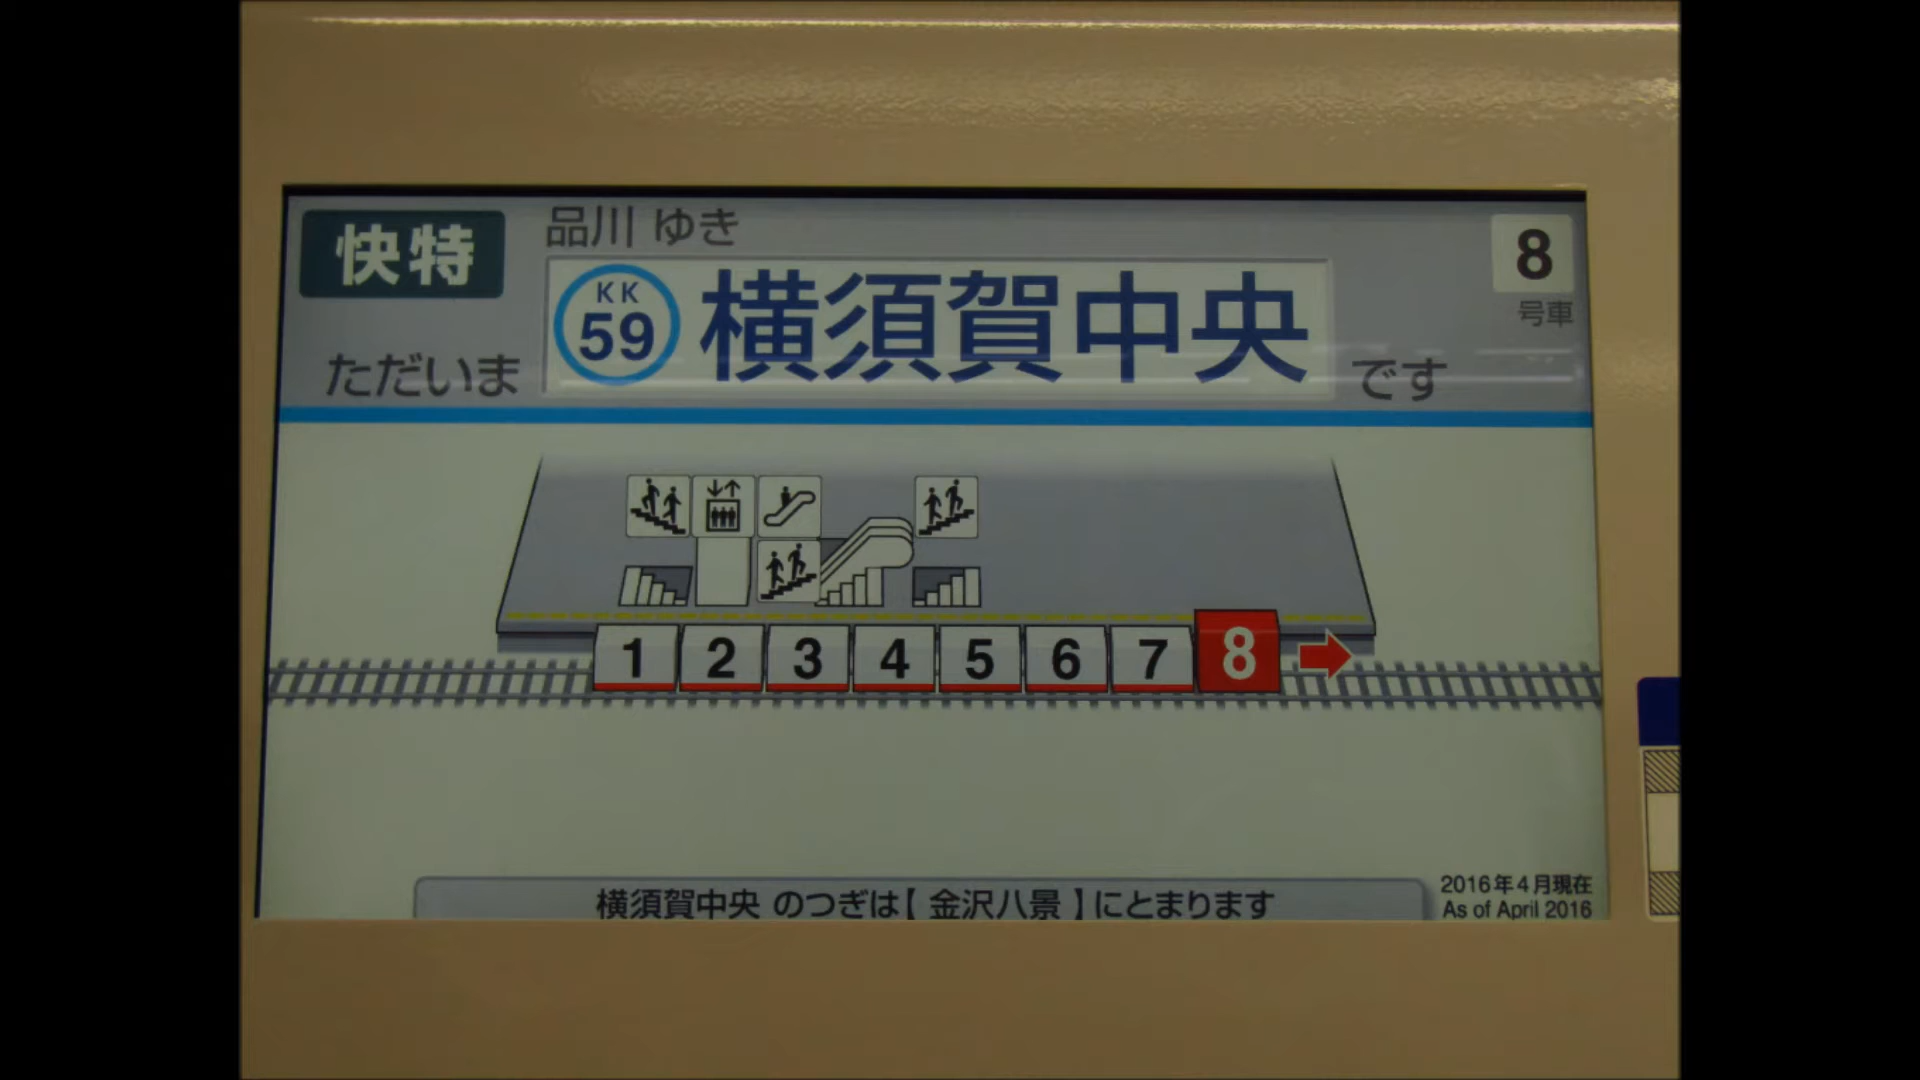 快特
品川 ゆき
8
号車
KK
59
横須賀中央
ただいま
です
1 2 3 4 5 6 7 8
横須賀中央 のつぎは【 金沢八景 】にとまります
2016年4月現在
As of April 2016